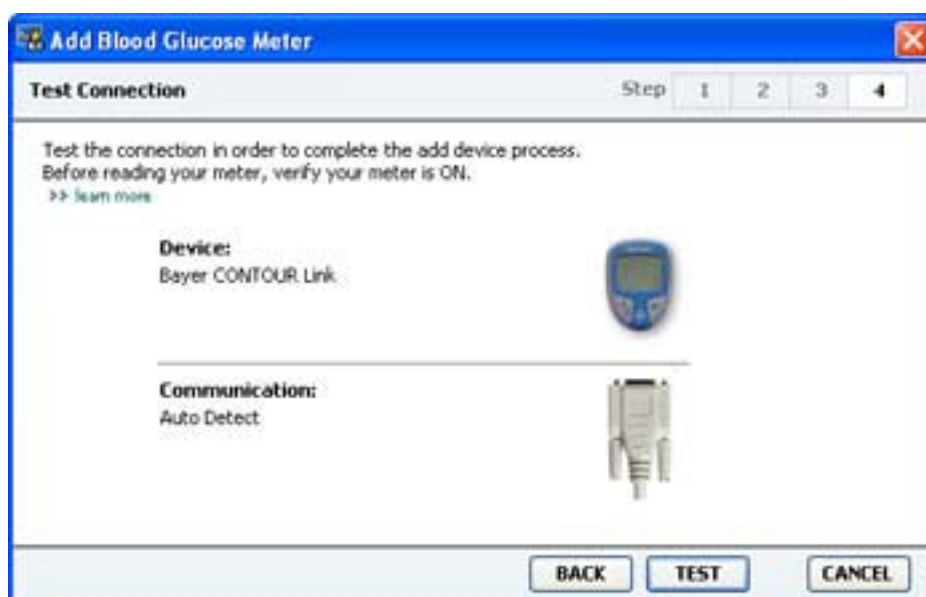 Add Blood Glucose Meter
Test Connection
Step 1 2 3 4
Test the connection in order to complete the add device process.
Before reading your meter, verify your meter is ON.
>> learn more
Device:
Bayer CONTOUR Link
Communication:
Auto Detect
BACK TEST CANCEL